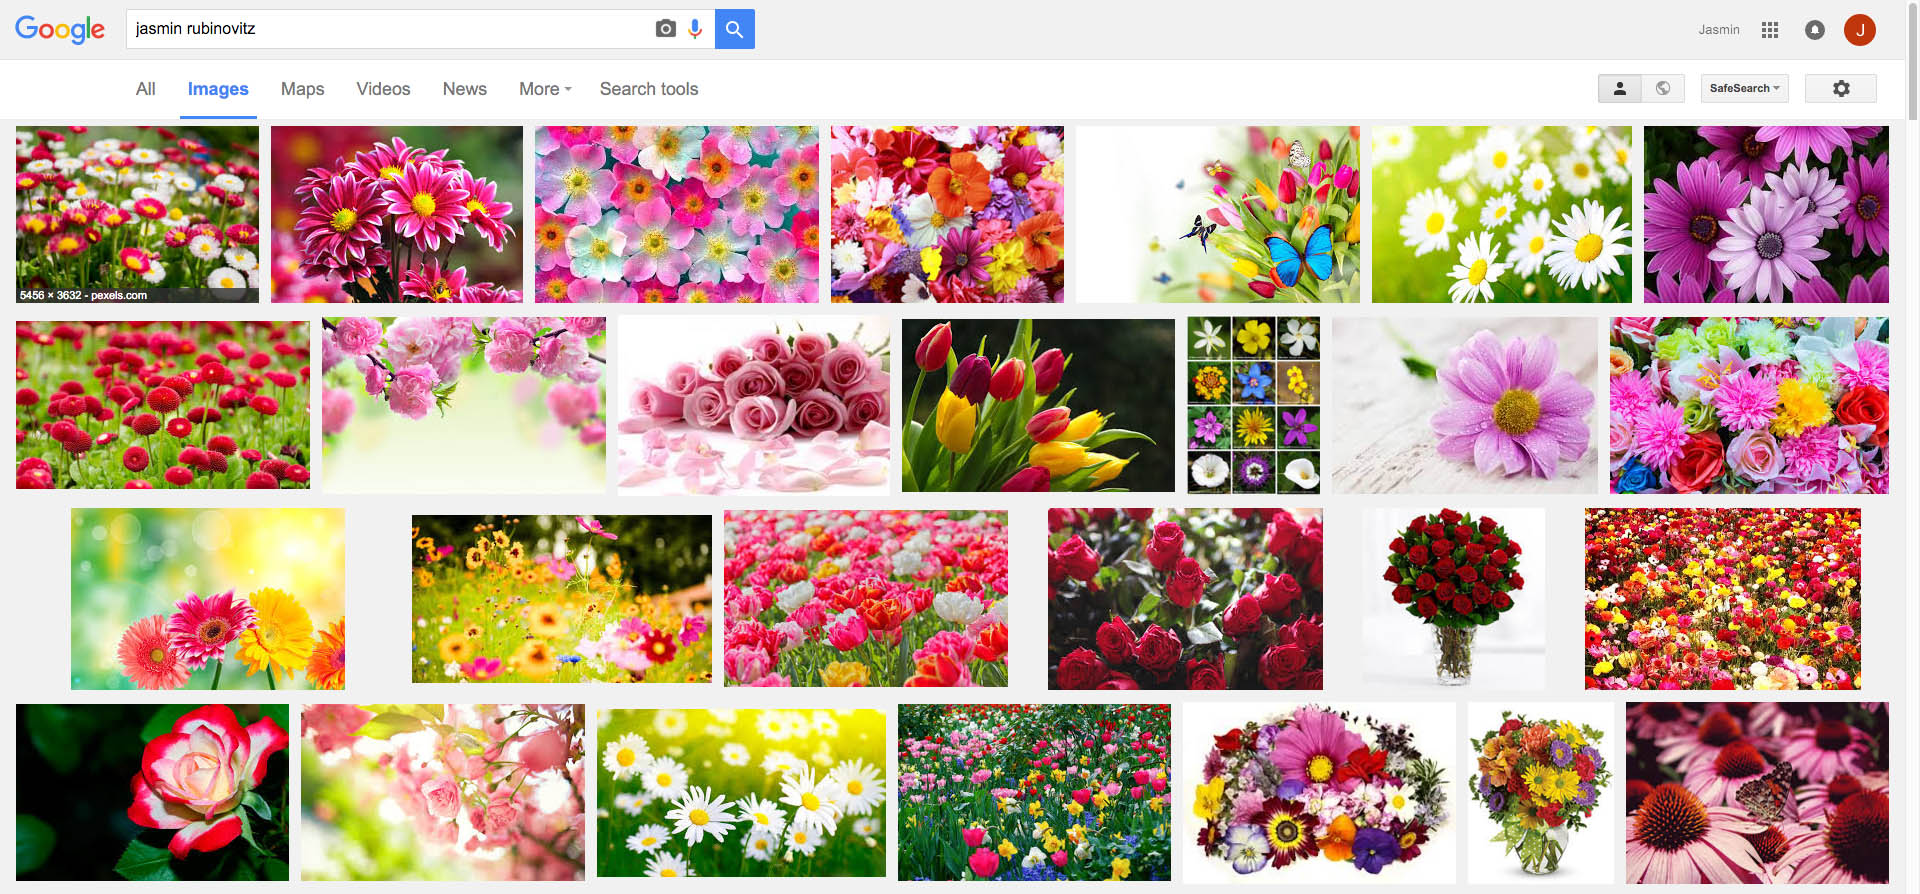 Google
jasmin rubinovitz
Jasmin
J
All Images Maps Videos News More Search tools
SafeSearch
5456 × 3632 - pexels.com